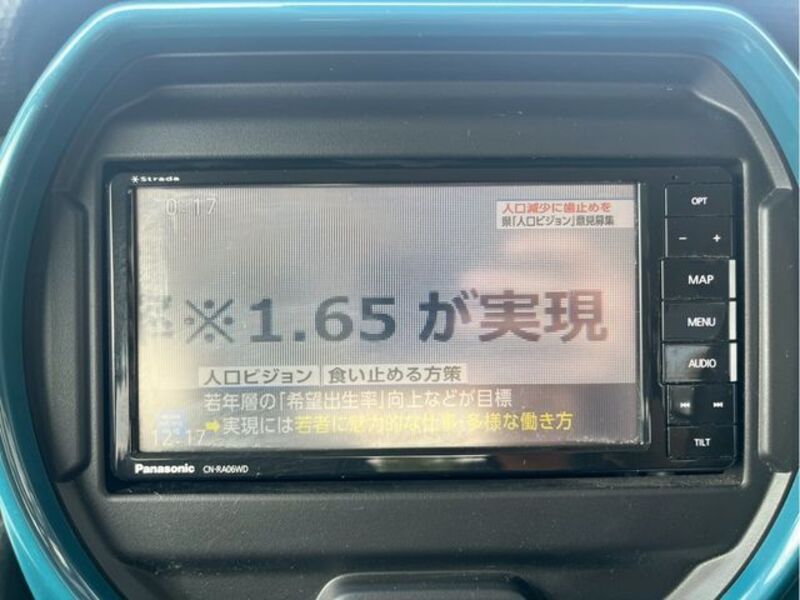 Strada
0:17
人口減少に歯止めを
県「人口ビジョン」意見募集
※1.65が実現
人口ビジョン 食い止める方策
若年層の「希望出生率」向上などが目標
➡実現には若者に魅力的な仕事・多様な働き方
12:17
Panasonic CN-RA06WD
OPT
− +
MAP
MENU
AUDIO
TILT